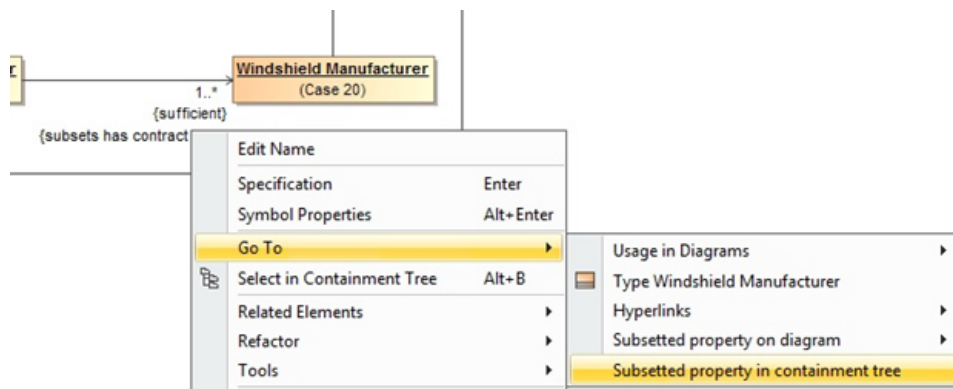 r
Windshield Manufacturer
(Case 20)
1..*
{sufficient}
{subsets has contract
Edit Name
Specification Enter
Symbol Properties Alt+Enter
Go To
Select in Containment Tree Alt+B
Related Elements
Refactor
Tools
Usage in Diagrams
Type Windshield Manufacturer
Hyperlinks
Subsetted property on diagram
Subsetted property in containment tree